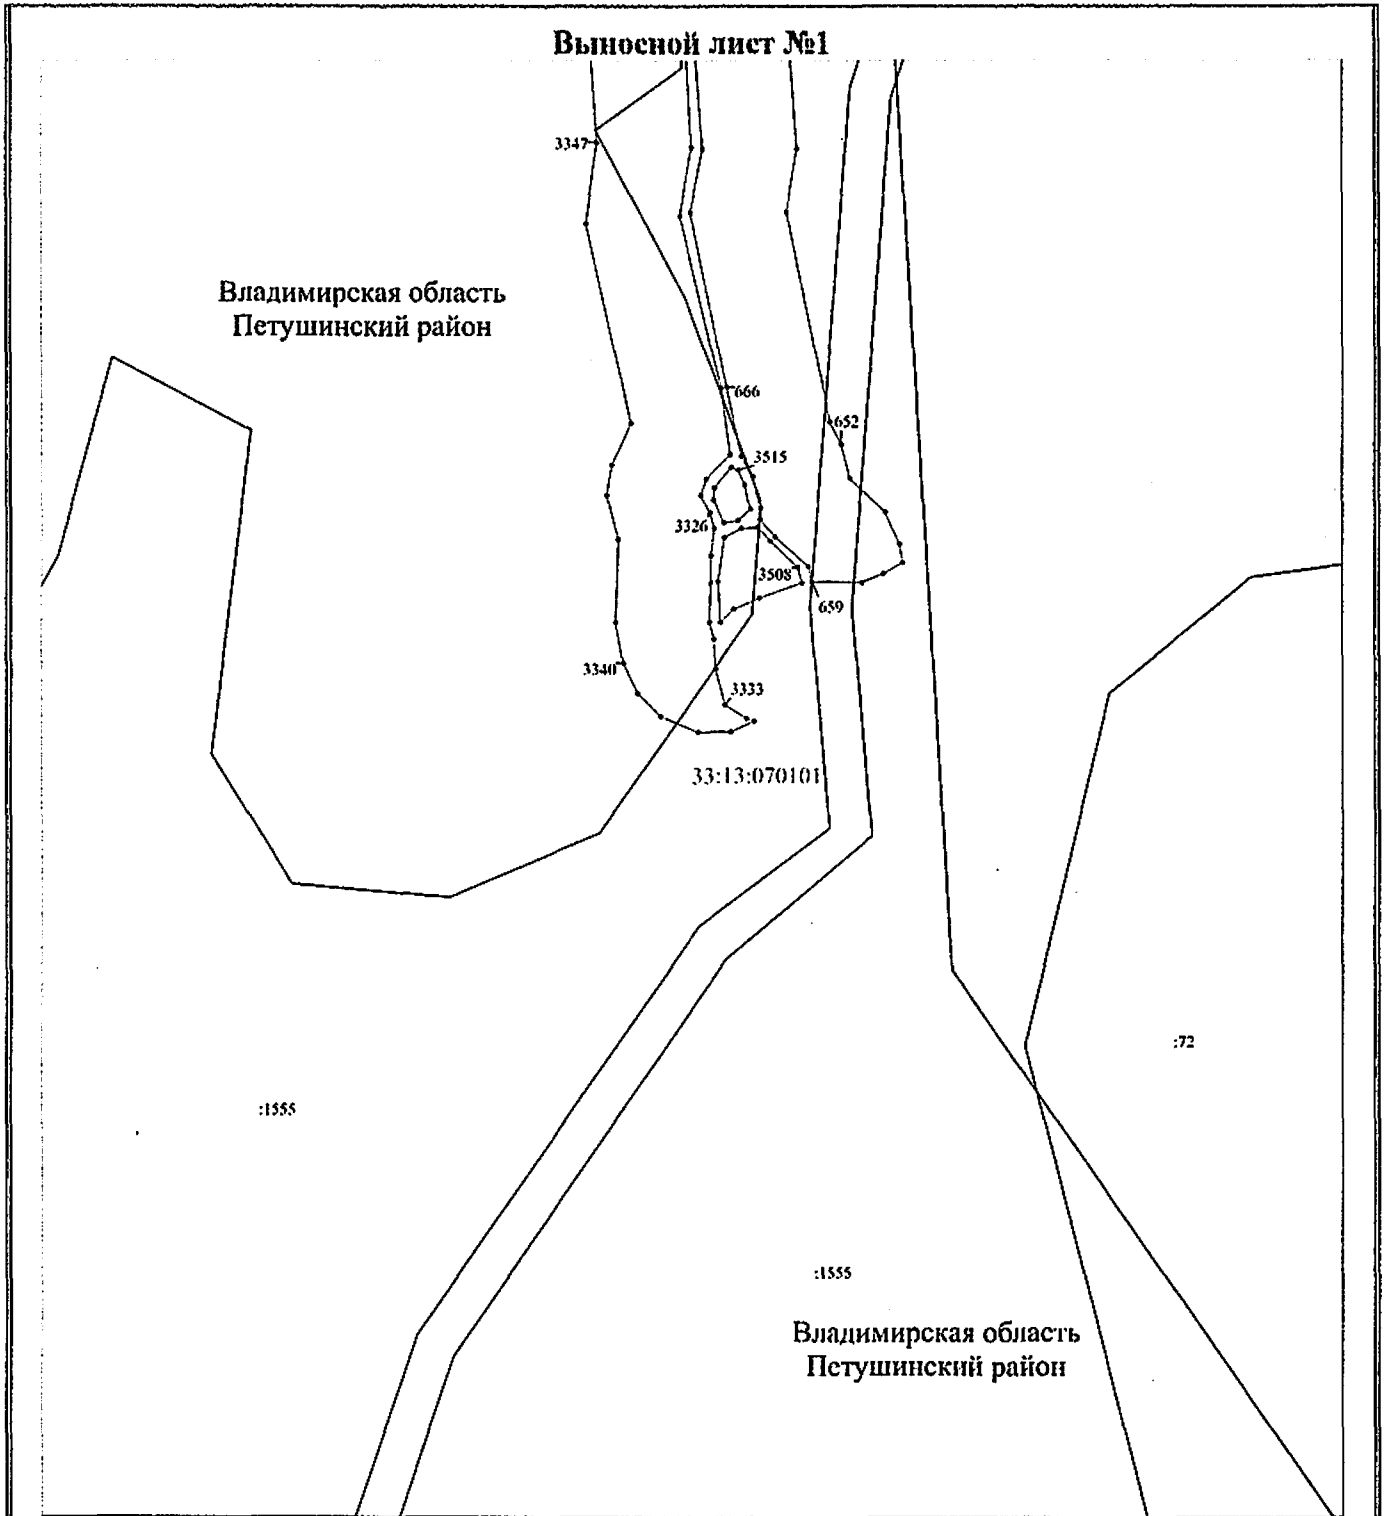 Выносной лист №1
3347
Владимирская область
Петушинский район
666
652
3515
3326
3508
659
3340
3333
33:13:070101
:72
:1555
:1555
Владимирская область
Петушинский район